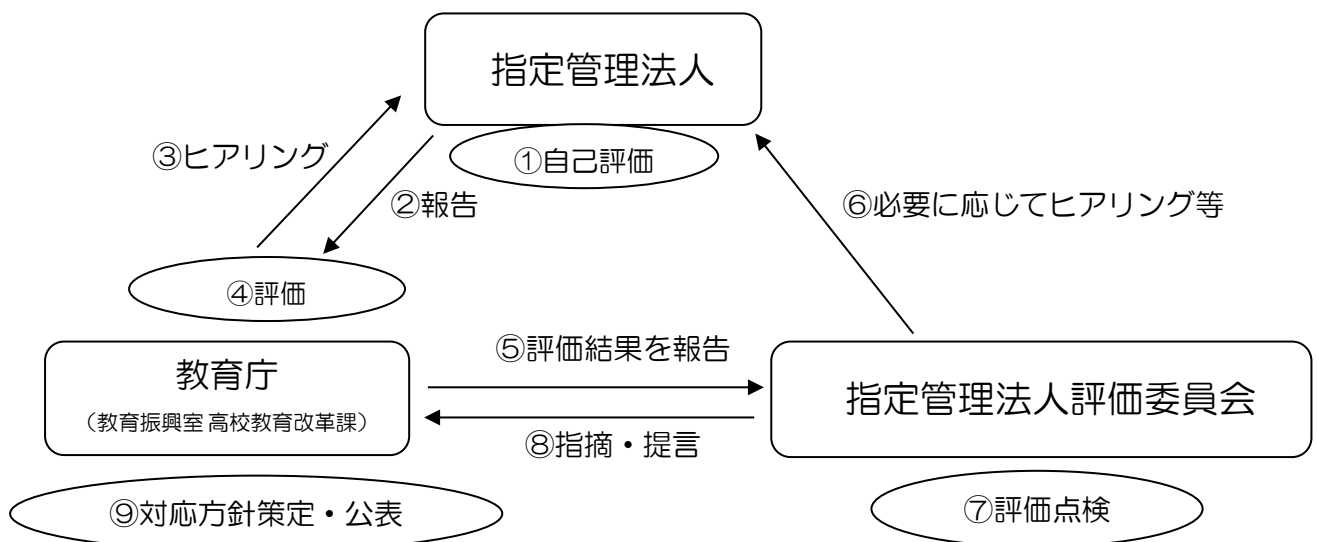 指定管理法人
①自己評価
③ヒアリング
②報告
⑥必要に応じてヒアリング等
④評価
⑤評価結果を報告
教育庁
（教育振興室 高校教育改革課）
指定管理法人評価委員会
⑧指摘・提言
⑨対応方針策定・公表
⑦評価点検